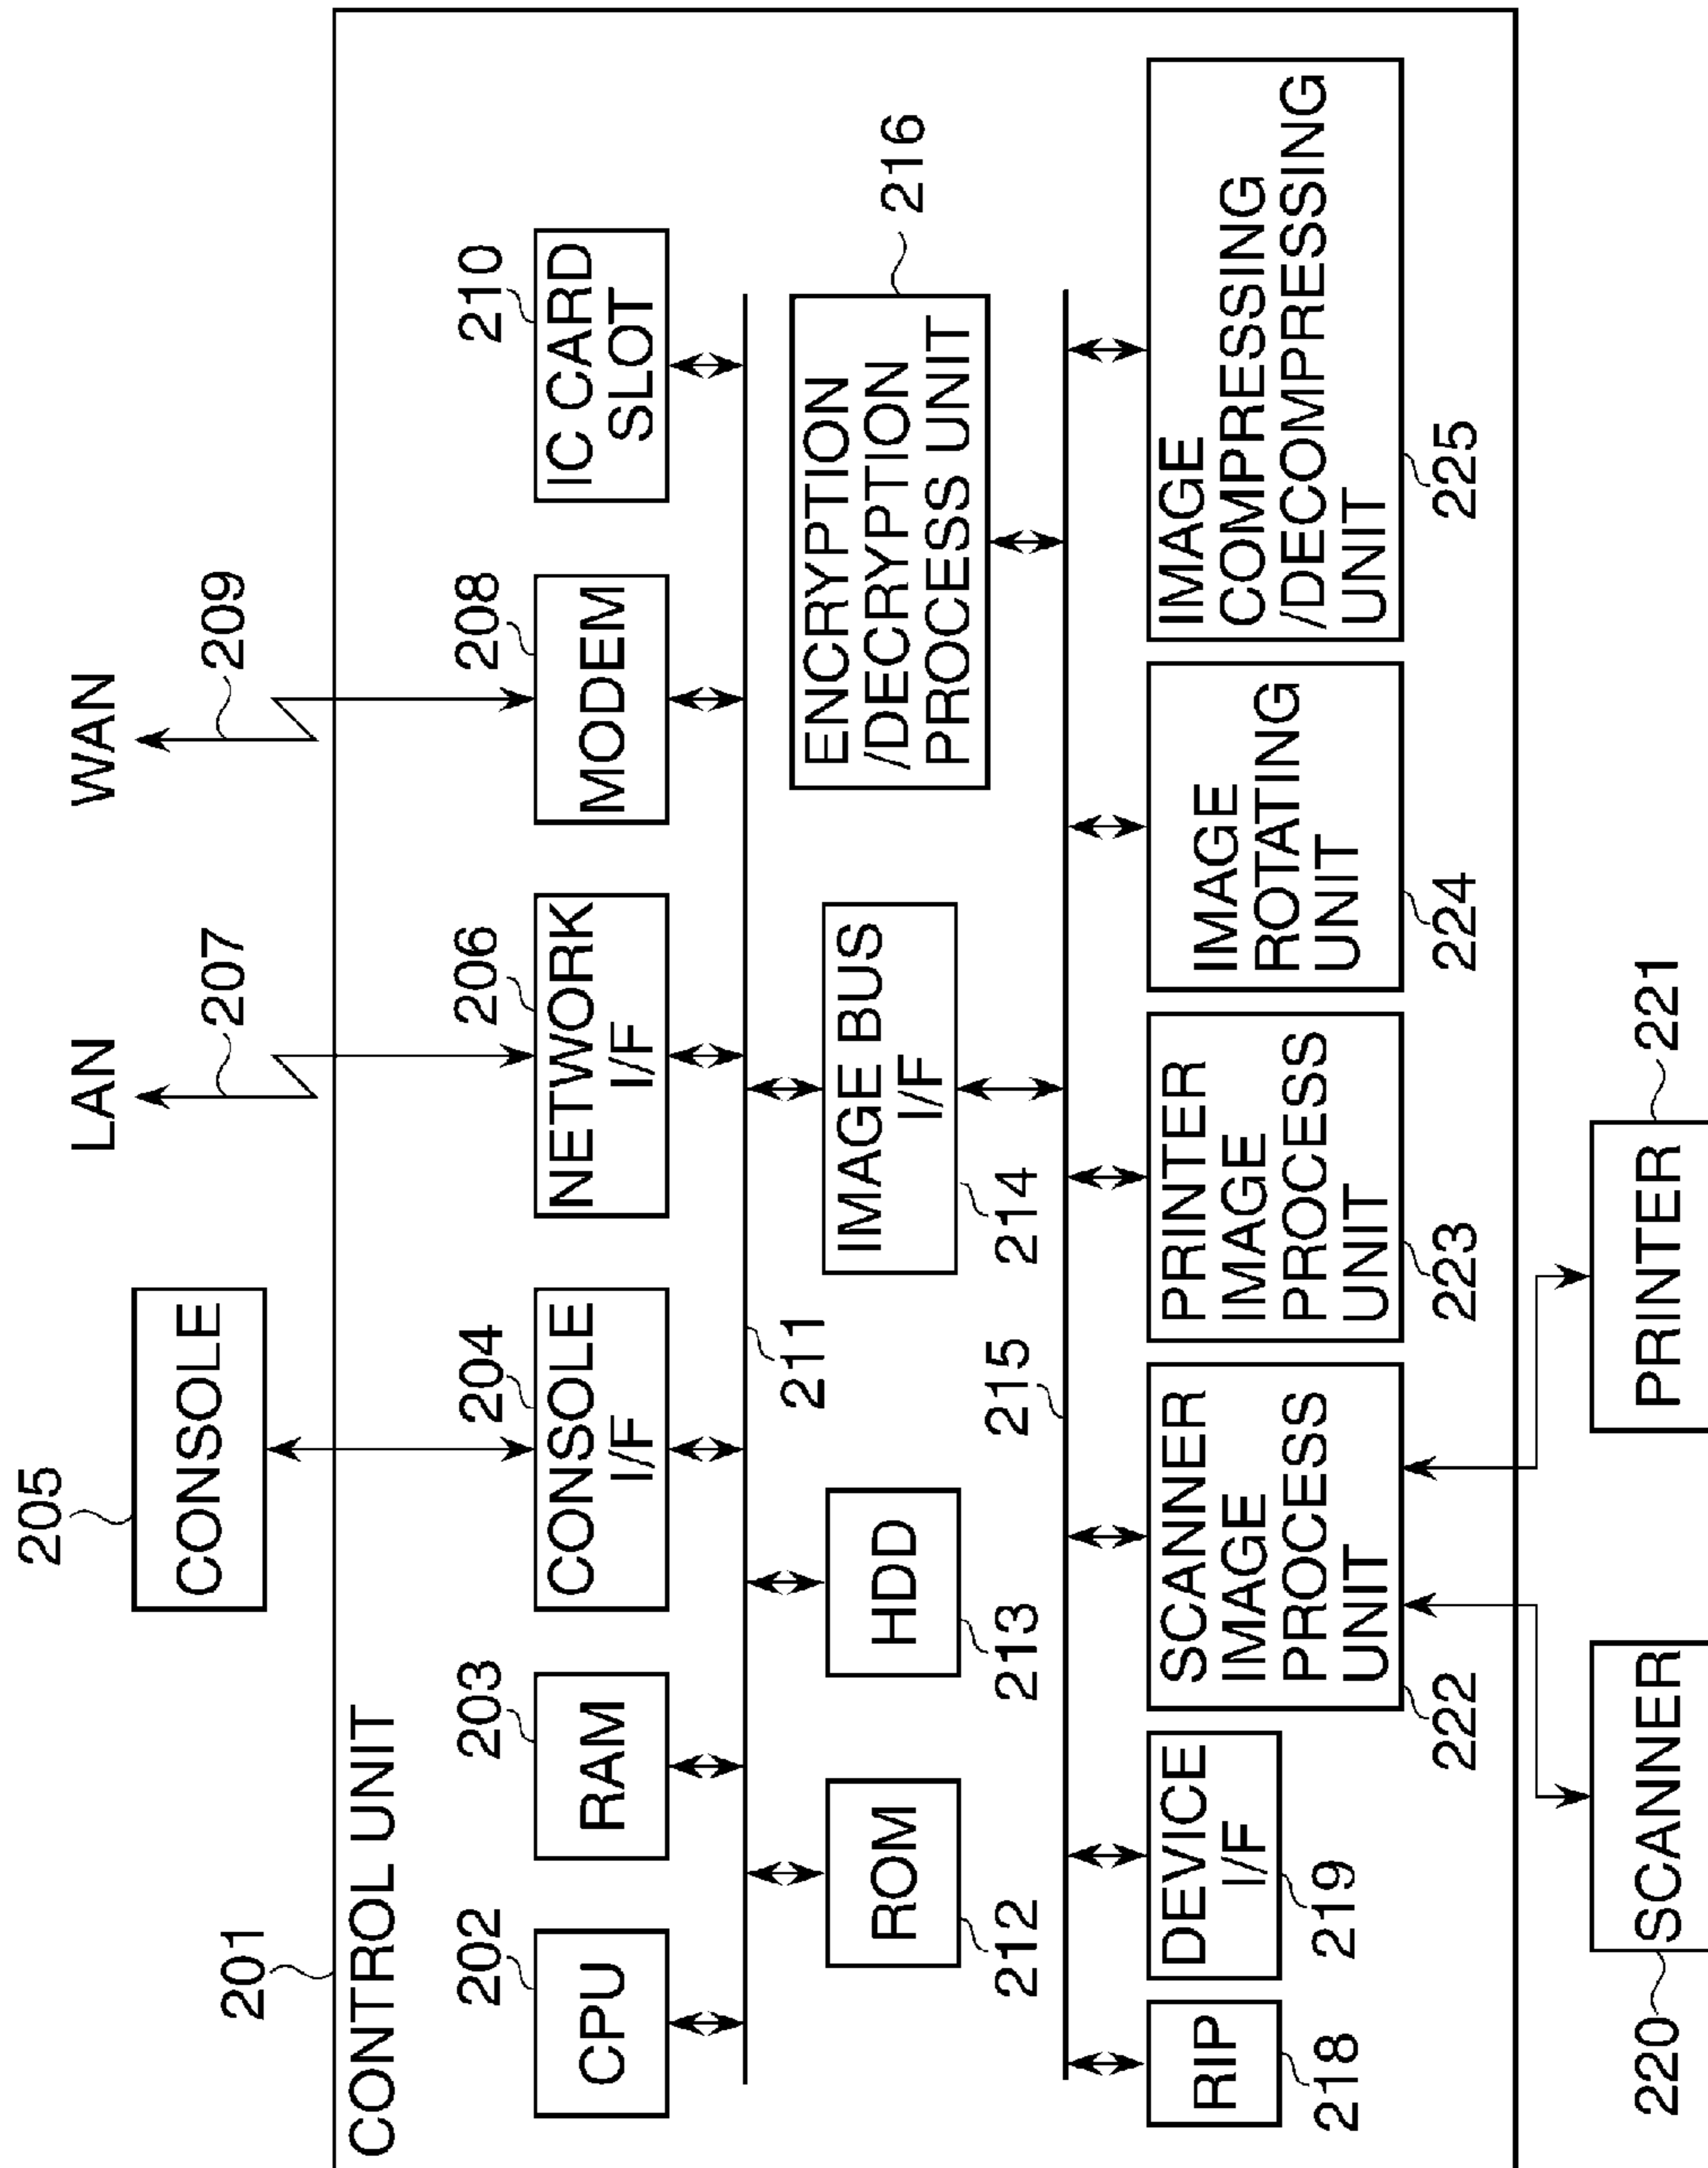 LAN
WAN
207
209
205
CONSOLE
201
CONTROL UNIT
202
203
204
206
208
210
CPU
RAM
CONSOLE
I/F
NETWORK
I/F
MODEM
IC CARD
SLOT
211
ROM
HDD
IMAGE BUS
I/F
ENCRYPTION
/DECRYPTION
PROCESS UNIT
216
212
213
214
215
RIP
DEVICE
I/F
SCANNER
IMAGE
PROCESS
UNIT
PRINTER
IMAGE
PROCESS
UNIT
IMAGE
ROTATING
UNIT
IMAGE
COMPRESSING
/DECOMPRESSING
UNIT
218
219
222
223
224
225
220
SCANNER
PRINTER
221